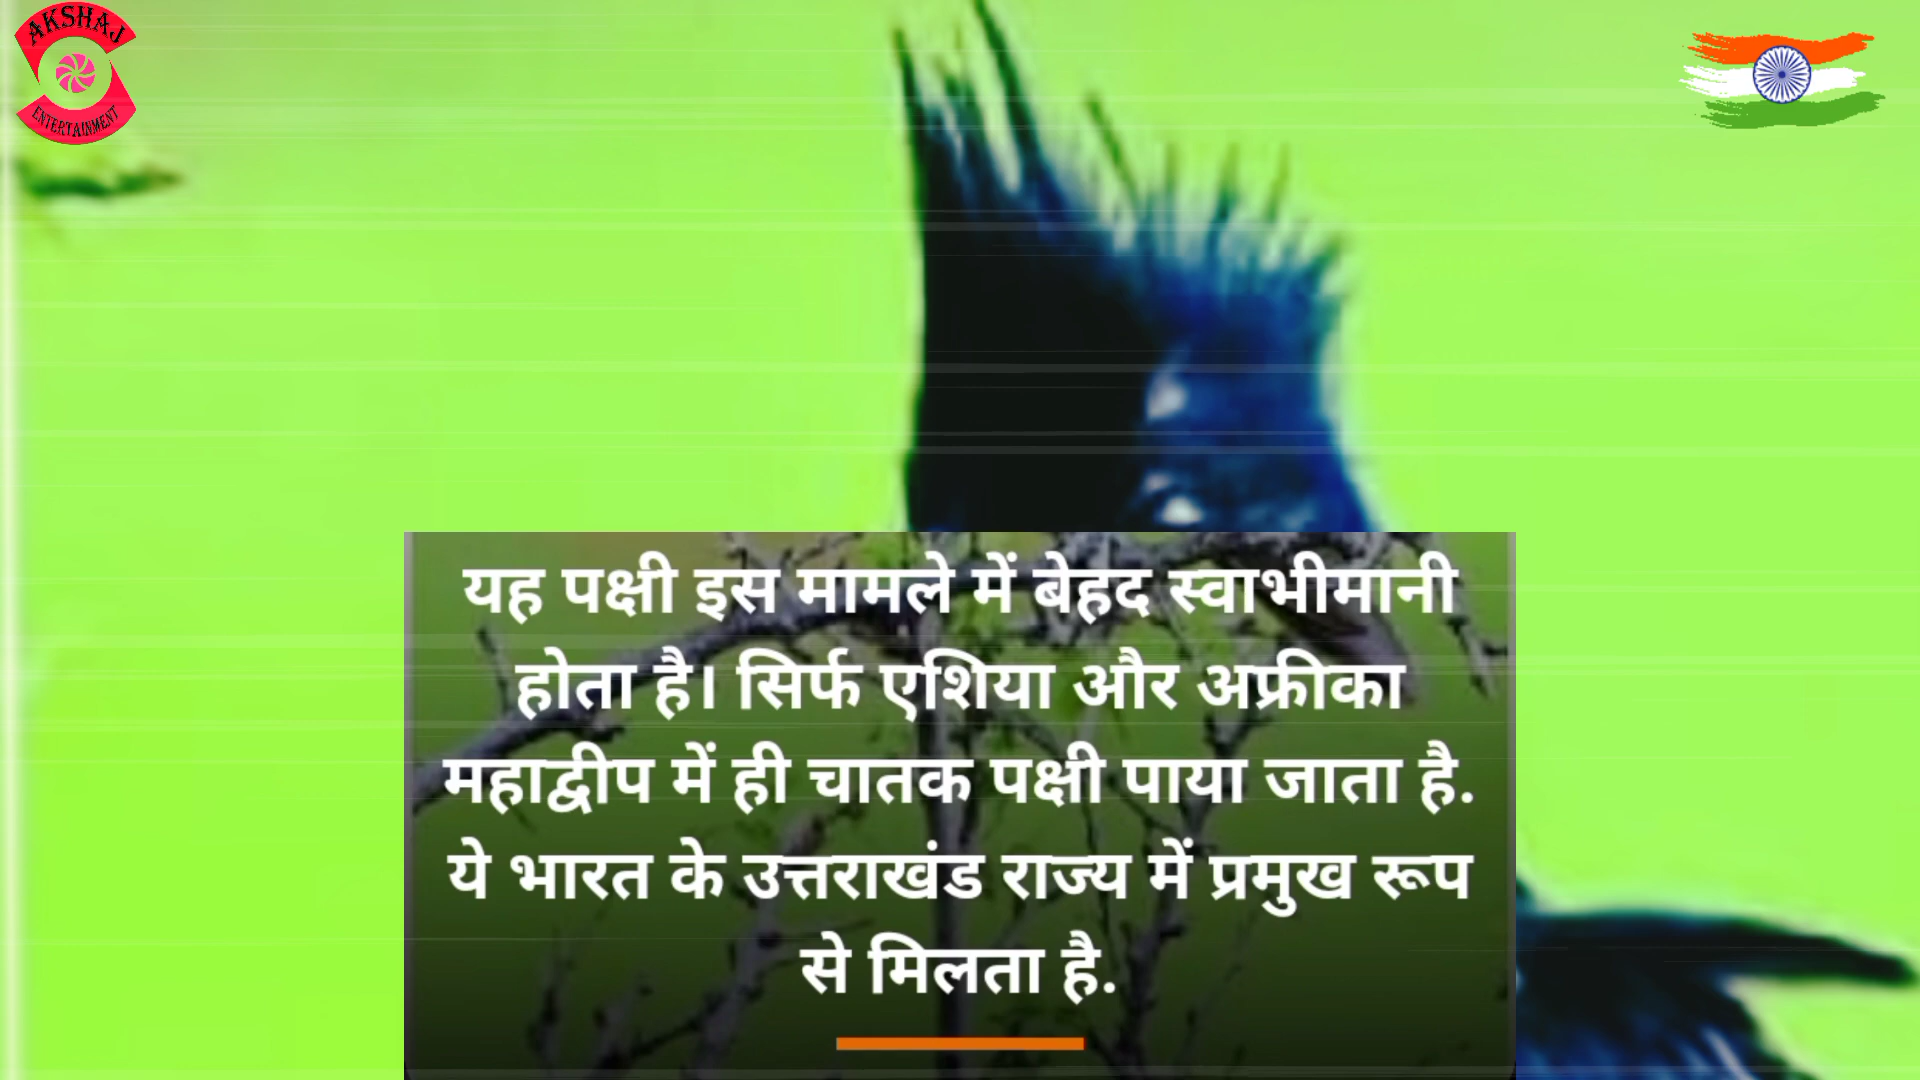 AKSHAJ
ENTERTAINMENT
यह पक्षी इस मामले में बेहद स्वाभीमानी
होता है। सिर्फ एशिया और अफ्रीका
महाद्वीप में ही चातक पक्षी पाया जाता है.
ये भारत के उत्तराखंड राज्य में प्रमुख रूप
से मिलता है.